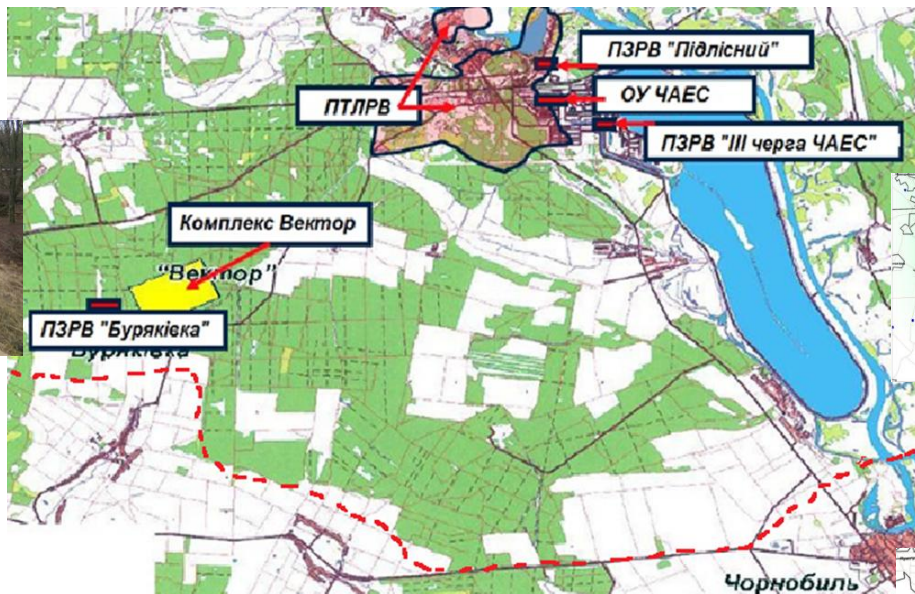 ПЗРВ "Підлісний"
ПТЛРВ
ОУ ЧАЕС
ПЗРВ "ІІІ черга ЧАЕС"
Комплекс Вектор
"Вектор"
ПЗРВ "Буряківка"
Буряківка
Чорнобиль